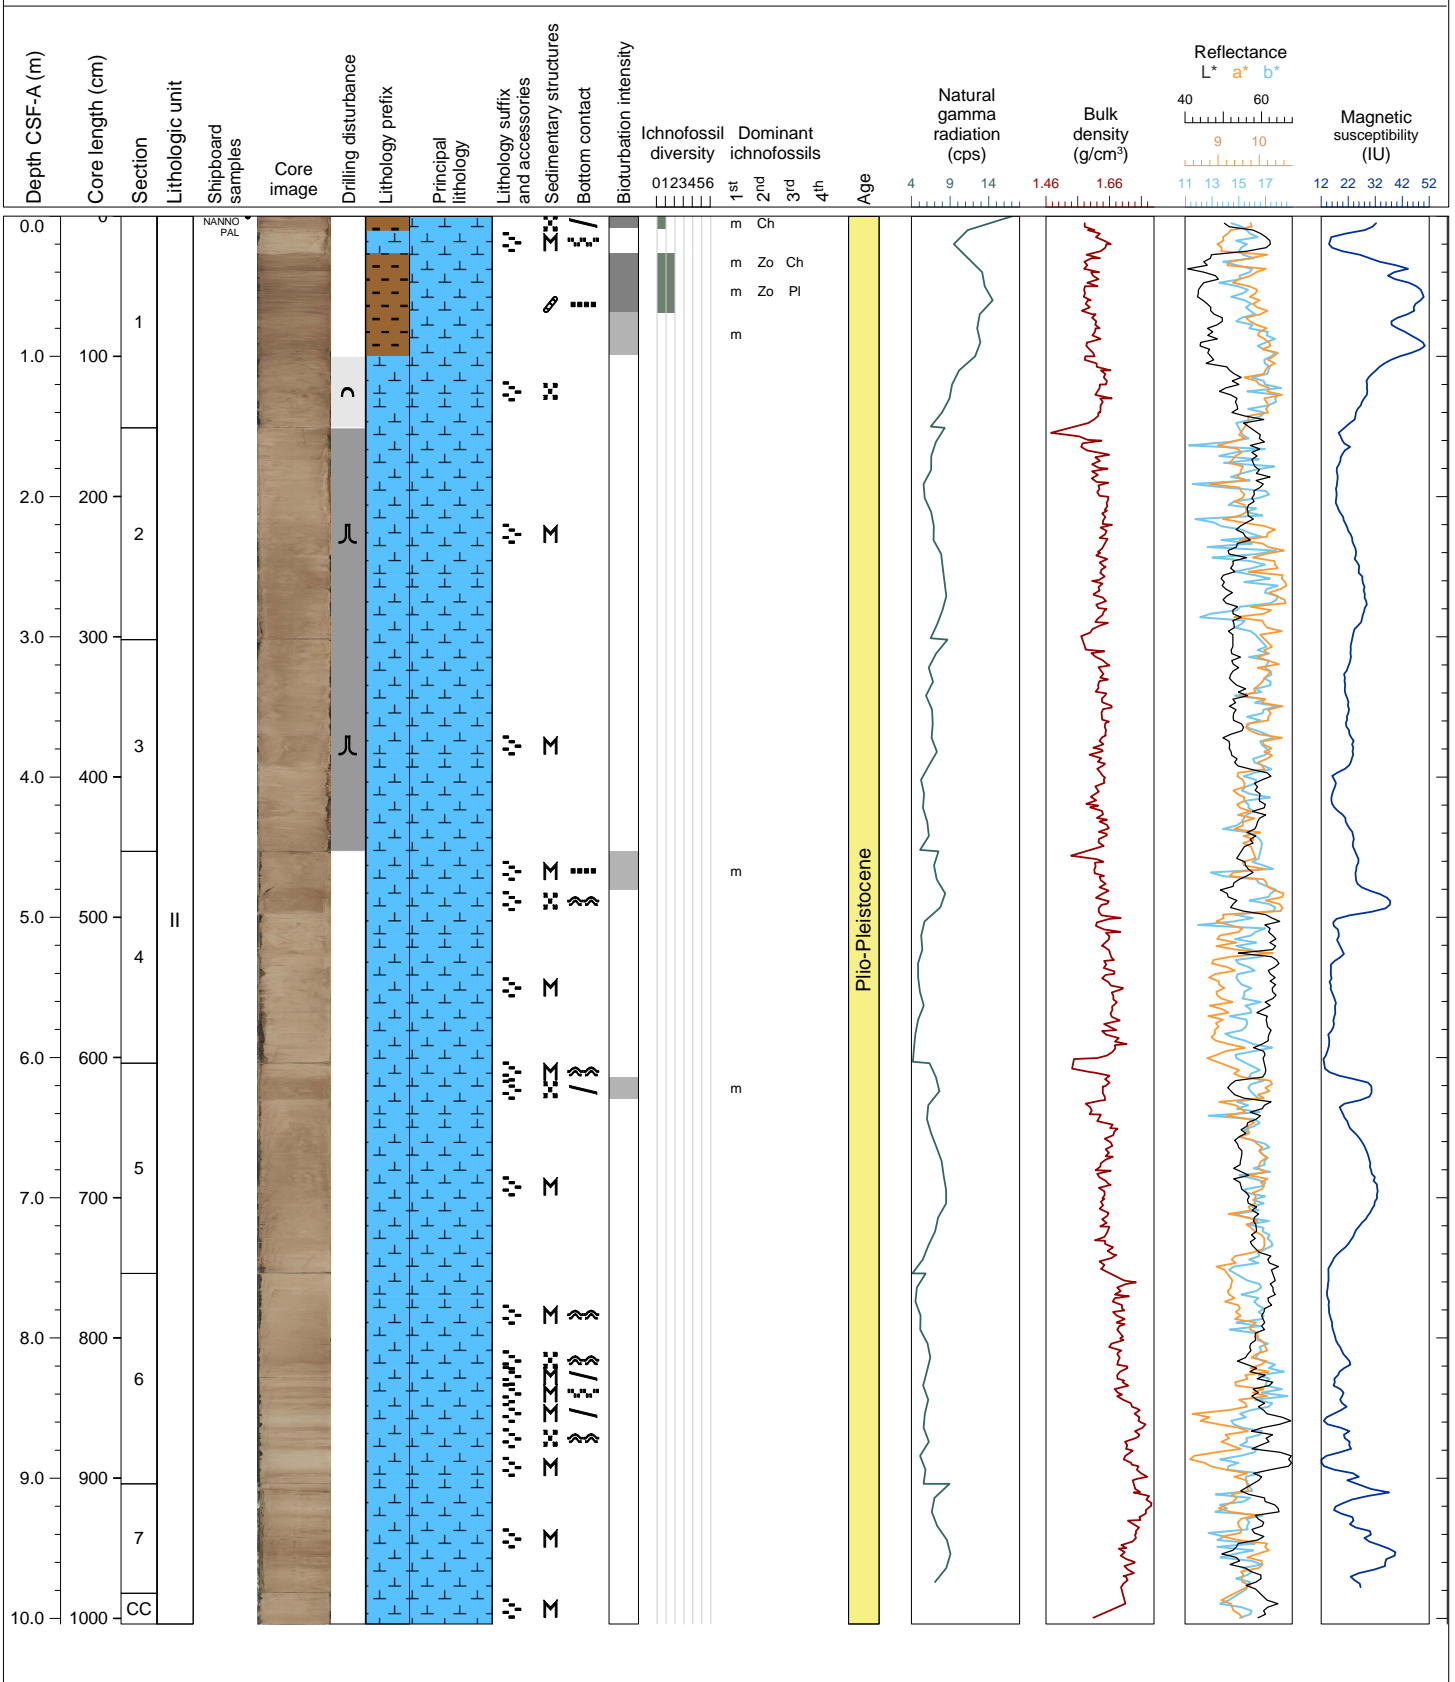 Depth CSF-A (m)
Core length (cm)
Section
Lithologic unit
Shipboard
samples
Core
image
Drilling disturbance
Lithology prefix
Principal
lithology
Lithology suffix
and accessories
Sedimentary structures
Bottom contact
Bioturbation intensity
Ichnofossil
diversity
0123456
Dominant
ichnofossils
1st
2nd
3rd
4th
Age
Natural
gamma
radiation
(cps)
4 9 14
Bulk
density
(g/cm³)
1.46 1.66
Reflectance
L* a* b*
40 60
9 10
11 13 15 17
Magnetic
susceptibility
(IU)
12 22 32 42 52
0.0
1.0
2.0
3.0
4.0
5.0
6.0
7.0
8.0
9.0
10.0
0
100
200
300
400
500
600
700
800
900
1000
1
2
3
4
5
6
7
CC
II
NANNO
PAL
m Ch
m Zo Ch
m Zo Pl
m
m
m
Plio-Pleistocene